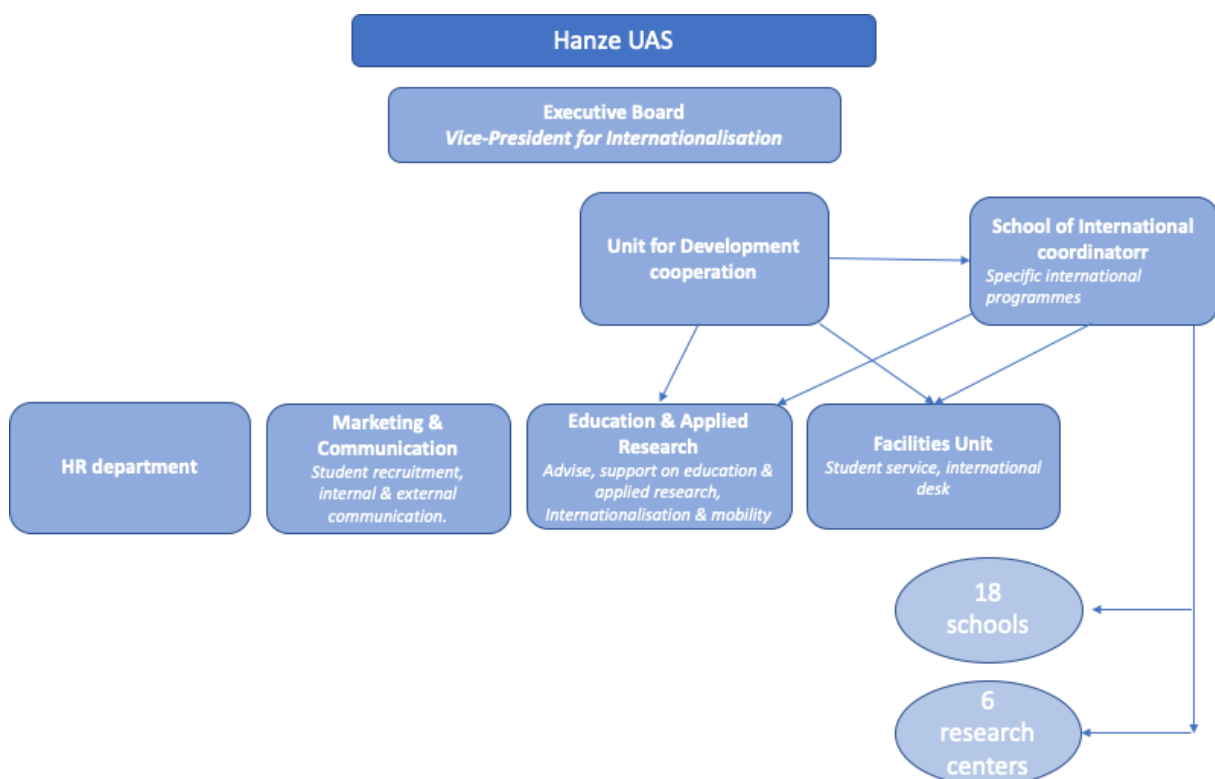 Hanze UAS
Executive Board
Vice-President for Internationalisation
Unit for Development
cooperation
School of International
coordinatorr
Specific international
programmes
HR department
Marketing &
Communication
Student recruitment,
internal & external
communication.
Education & Applied
Research
Advise, support on education &
applied research,
Internationalisation & mobility
Facilities Unit
Student service, international
desk
18
schools
6
research
centers